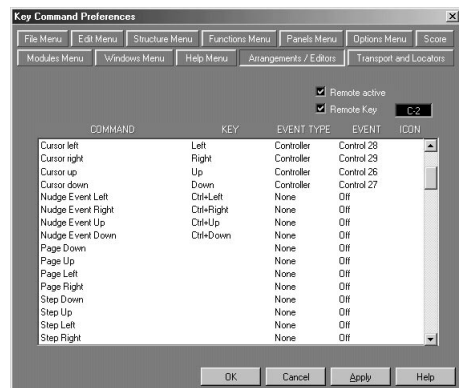 Key Command Preferences
File Menu Edit Menu Structure Menu Functions Menu Panels Menu Options Menu Score
Modules Menu Windows Menu Help Menu Arrangements / Editors Transport and Locators
Remote active
Remote Key C-2
COMMAND KEY EVENT TYPE EVENT ICON
Cursor left Left Controller Control 28
Cursor right Right Controller Control 29
Cursor up Up Controller Control 26
Cursor down Down Controller Control 27
Nudge Event Left Ctrl+Left None Off
Nudge Event Right Ctrl+Right None Off
Nudge Event Up Ctrl+Up None Off
Nudge Event Down Ctrl+Down None Off
Page Down None Off
Page Up None Off
Page Left None Off
Page Right None Off
Step Down None Off
Step Up None Off
Step Left None Off
Step Right None Off
OK Cancel Apply Help